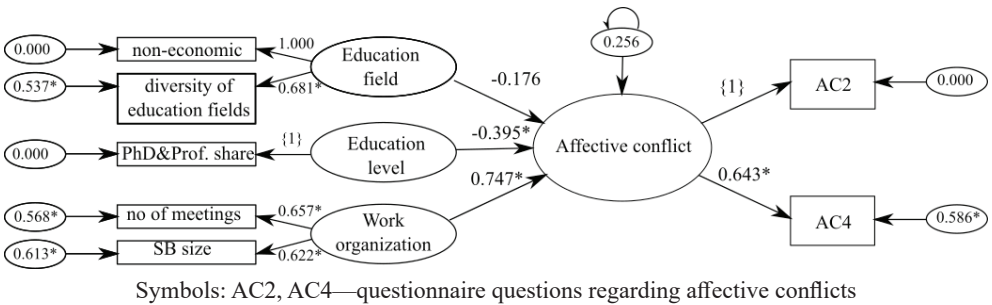 0.000
non-economic
1.000
Education
field
0.256
0.537*
diversity of
education fields
0.681*
-0.176
{1}
AC2
0.000
0.000
PhD&Prof. share
{1}
Education
level
-0.395*
Affective conflict
0.747*
0.643*
0.568*
no of meetings
0.657*
Work
organization
AC4
0.586*
0.613*
SB size
0.622*
Symbols: AC2, AC4—questionnaire questions regarding affective conflicts